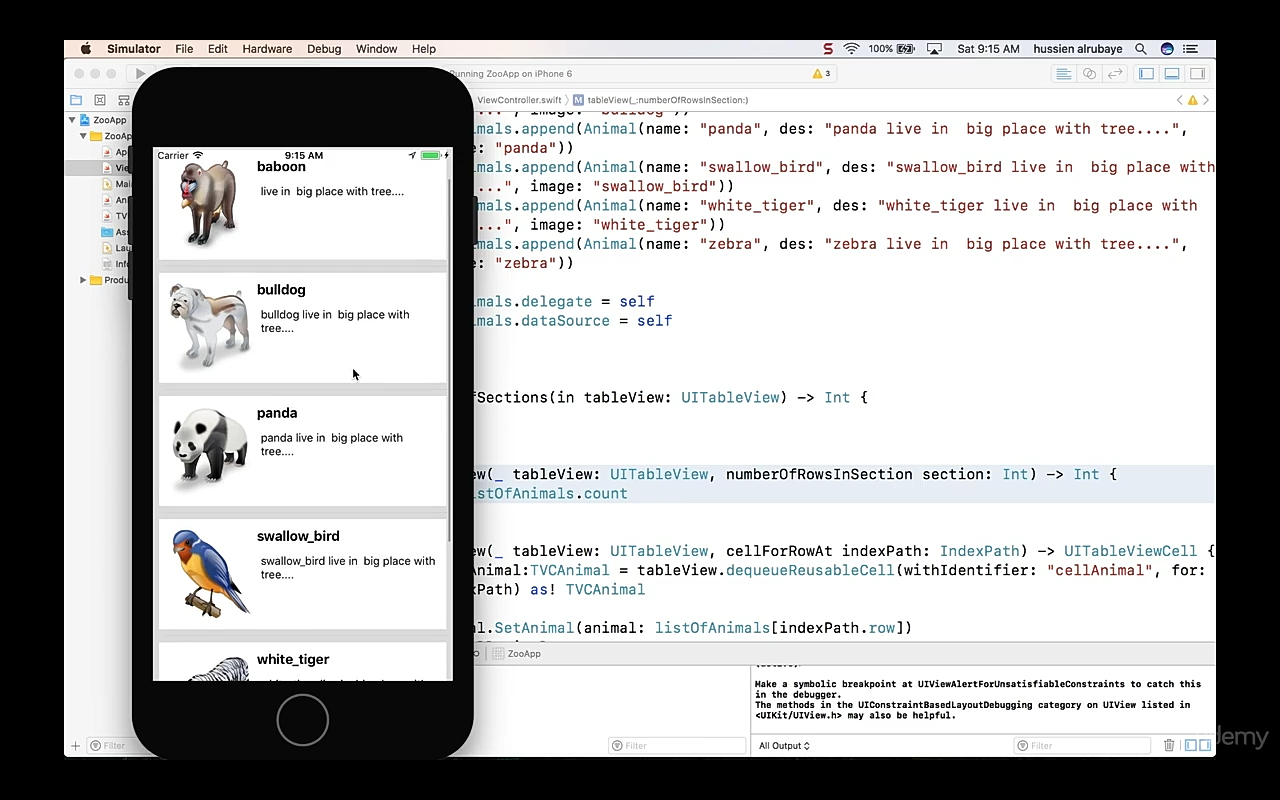 Simulator File Edit Hardware Debug Window Help 100% Sat 9:15 AM hussien alrubaye
Running ZooApp on iPhone 6 3
ViewController.swift M tableView(_:numberOfRowsInSection:)
ZooApp
ZooAp
Ap
Vie
Mai
Ani
TV
Ass
Lau
Info
Produ
Filter
Carrier 9:15 AM
baboon
live in big place with tree....
bulldog
bulldog live in big place with
tree....
panda
panda live in big place with
tree....
swallow_bird
swallow_bird live in big place with
tree....
white_tiger
mals.append(Animal(name: "panda", des: "panda live in  big place with tree....",
e: "panda"))
mals.append(Animal(name: "swallow_bird", des: "swallow_bird live in  big place with
...", image: "swallow_bird"))
mals.append(Animal(name: "white_tiger", des: "white_tiger live in  big place with
...", image: "white_tiger"))
mals.append(Animal(name: "zebra", des: "zebra live in  big place with tree....",
e: "zebra"))
mals.delegate = self
mals.dataSource = self
fSections(in tableView: UITableView) -> Int {
ew(_ tableView: UITableView, numberOfRowsInSection section: Int) -> Int {
stOfAnimals.count
ew(_ tableView: UITableView, cellForRowAt indexPath: IndexPath) -> UITableViewCell {
Animal:TVCAnimal = tableView.dequeueReusableCell(withIdentifier: "cellAnimal", for:
xPath) as! TVCAnimal
al.SetAnimal(animal: listOfAnimals[indexPath.row])
ZooApp
Make a symbolic breakpoint at UIViewAlertForUnsatisfiableConstraints to catch this
in the debugger.
The methods in the UIConstraintBasedLayoutDebugging category on UIView listed in
<UIKit/UIView.h> may also be helpful.
Filter
All Output
Filter
demy